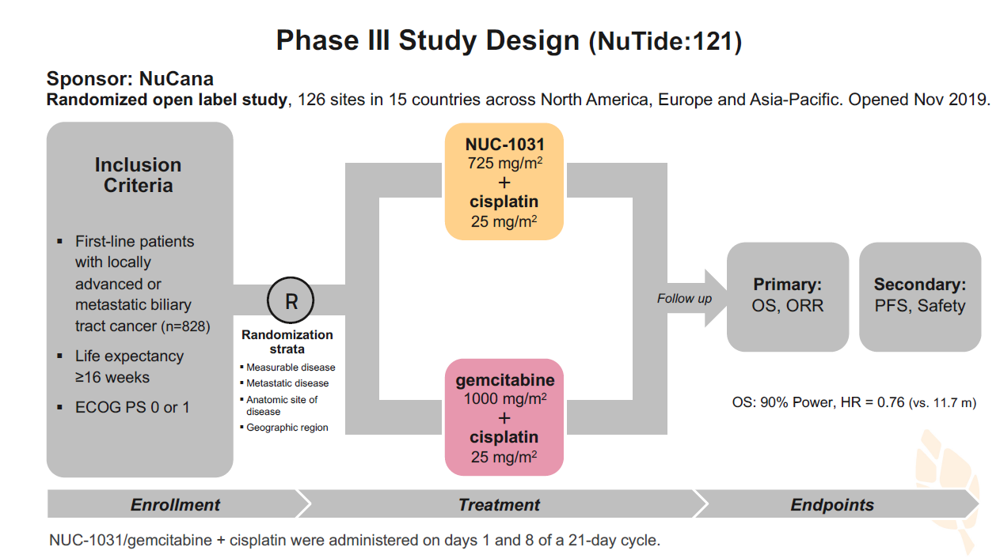 Phase III Study Design (NuTide:121)
Sponsor: NuCana
Randomized open label study, 126 sites in 15 countries across North America, Europe and Asia-Pacific. Opened Nov 2019.
Inclusion
Criteria
▪ First-line patients
with locally
advanced or
metastatic biliary
tract cancer (n=828)
▪ Life expectancy
≥16 weeks
▪ ECOG PS 0 or 1
R
Randomization
strata
▪ Measurable disease
▪ Metastatic disease
▪ Anatomic site of
disease
▪ Geographic region
NUC-1031
725 mg/m²
+
cisplatin
25 mg/m²
gemcitabine
1000 mg/m²
+
cisplatin
25 mg/m²
Follow up
Primary:
OS, ORR
Secondary:
PFS, Safety
OS: 90% Power, HR = 0.76 (vs. 11.7 m)
Enrollment
Treatment
Endpoints
NUC-1031/gemcitabine + cisplatin were administered on days 1 and 8 of a 21-day cycle.